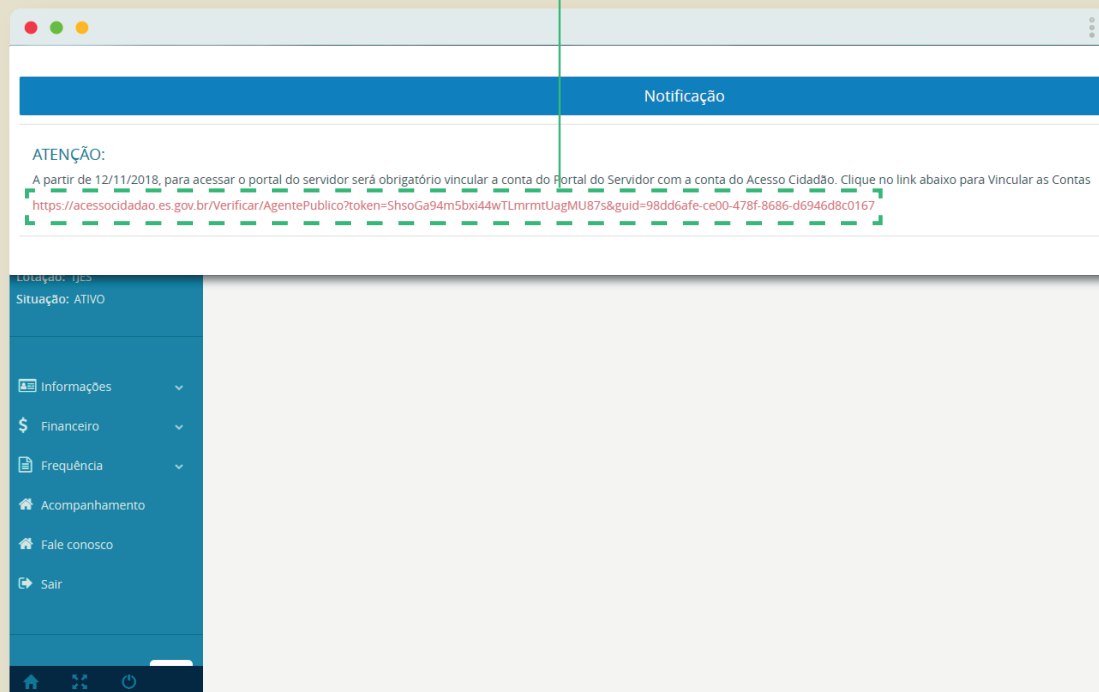 Notificação
ATENÇÃO:
A partir de 12/11/2018, para acessar o portal do servidor será obrigatório vincular a conta do Portal do Servidor com a conta do Acesso Cidadão. Clique no link abaixo para Vincular as Contas
https://acessocidadao.es.gov.br/Verificar/AgentePublico?token=ShsoGa94m5bxi44wTLmrmtUagMU87s&guid=98dd6afe-ce00-478f-8686-d6946d8c0167
Lotação: TJES
Situação: ATIVO
Informações
Financeiro
Frequência
Acompanhamento
Fale conosco
Sair